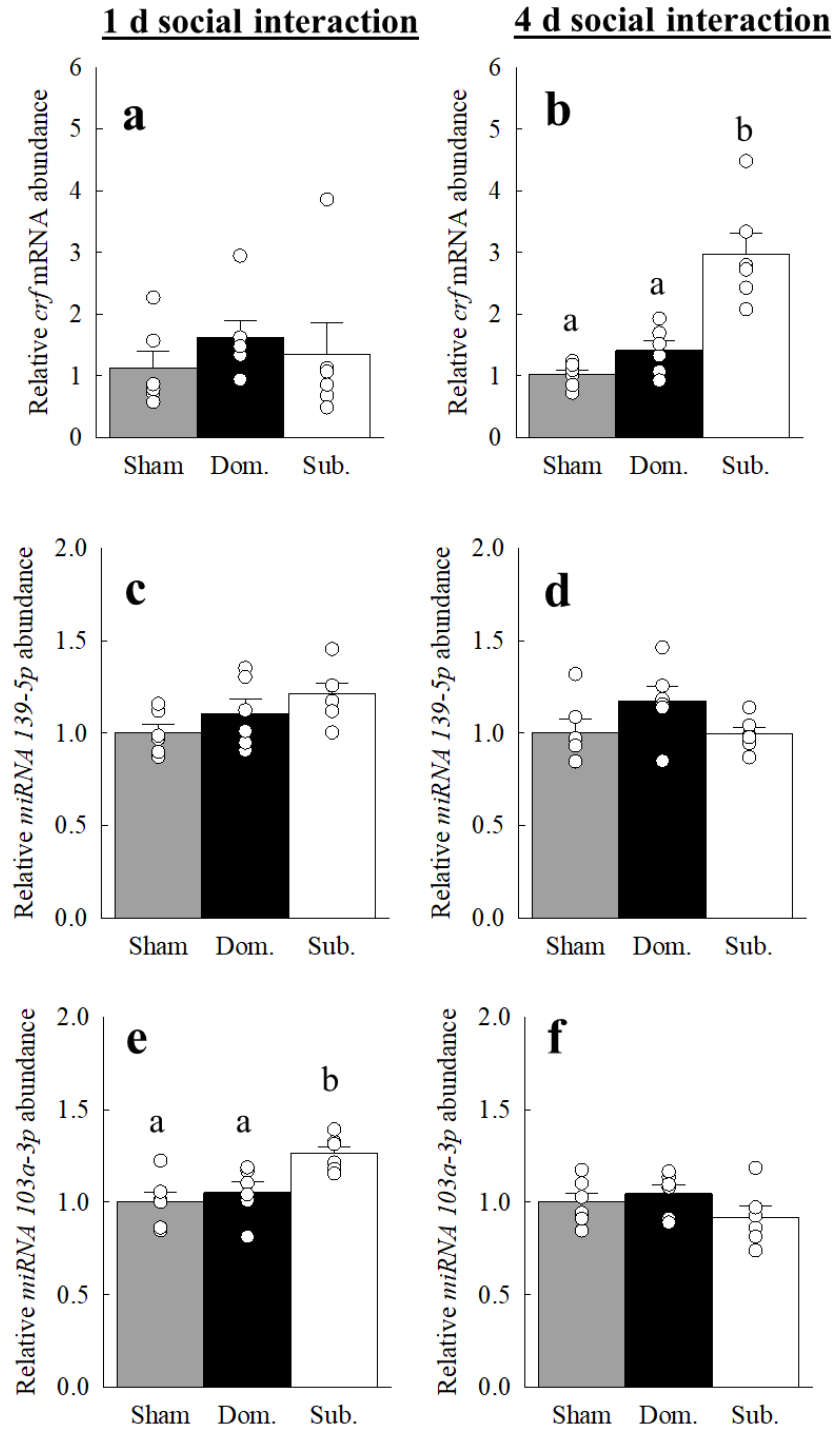 1 d social interaction
4 d social interaction
a
Relative crf mRNA abundance
6
5
4
3
2
1
0
Sham Dom. Sub.
b
Relative crf mRNA abundance
6
5
4
3
2
1
0
a
a
b
Sham Dom. Sub.
c
Relative miRNA 139-5p abundance
2.0
1.5
1.0
0.5
0.0
Sham Dom. Sub.
d
Relative miRNA 139-5p abundance
2.0
1.5
1.0
0.5
0.0
Sham Dom. Sub.
e
Relative miRNA 103a-3p abundance
2.0
1.5
1.0
0.5
0.0
a
a
b
Sham Dom. Sub.
f
Relative miRNA 103a-3p abundance
2.0
1.5
1.0
0.5
0.0
Sham Dom. Sub.